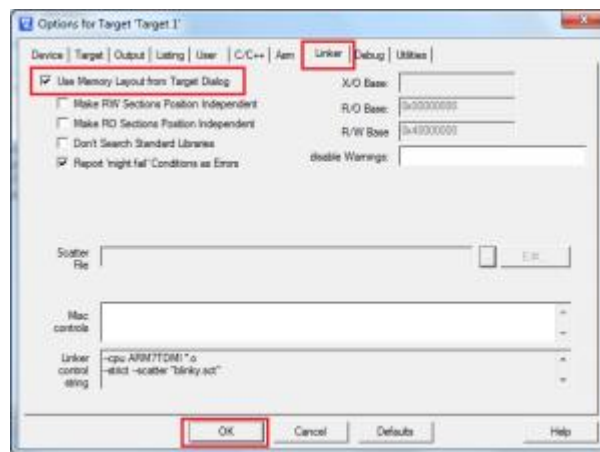 Options for Target 'Target 1'
Device | Target | Output | Listing | User | C/C++ | Asm | Linker | Debug | Utilities
Use Memory Layout from Target Dialog
Make RW Sections Position Independent
Make RO Sections Position Independent
Don't Search Standard Libraries
Report 'might fail' Conditions as Errors
X/O Base:
R/O Base: 0x00000000
R/W Base 0x40000000
disable Warnings:
Scatter
File
Edit...
Misc
controls
Linker
control
string
--cpu ARM7TDMI *.o
--strict --scatter "blinky.sct"
OK Cancel Defaults Help